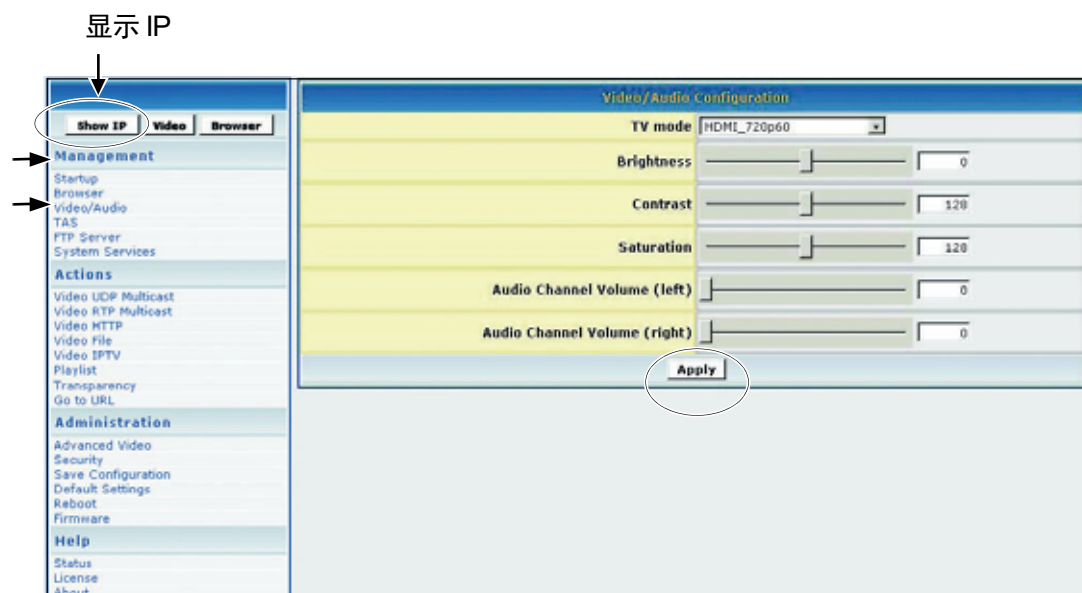 显示 IP
Show IP Video Browser
Management
Startup
Browser
Video/Audio
TAS
FTP Server
System Services
Actions
Video UDP Multicast
Video RTP Multicast
Video HTTP
Video File
Video IPTV
Playlist
Transparency
Go to URL
Administration
Advanced Video
Security
Save Configuration
Default Settings
Reboot
Firmware
Help
Status
License
About
Video/Audio Configuration
TV mode HDMI_720p60
Brightness 0
Contrast 128
Saturation 128
Audio Channel Volume (left) 0
Audio Channel Volume (right) 0
Apply